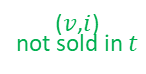 (v,i)
not sold in t